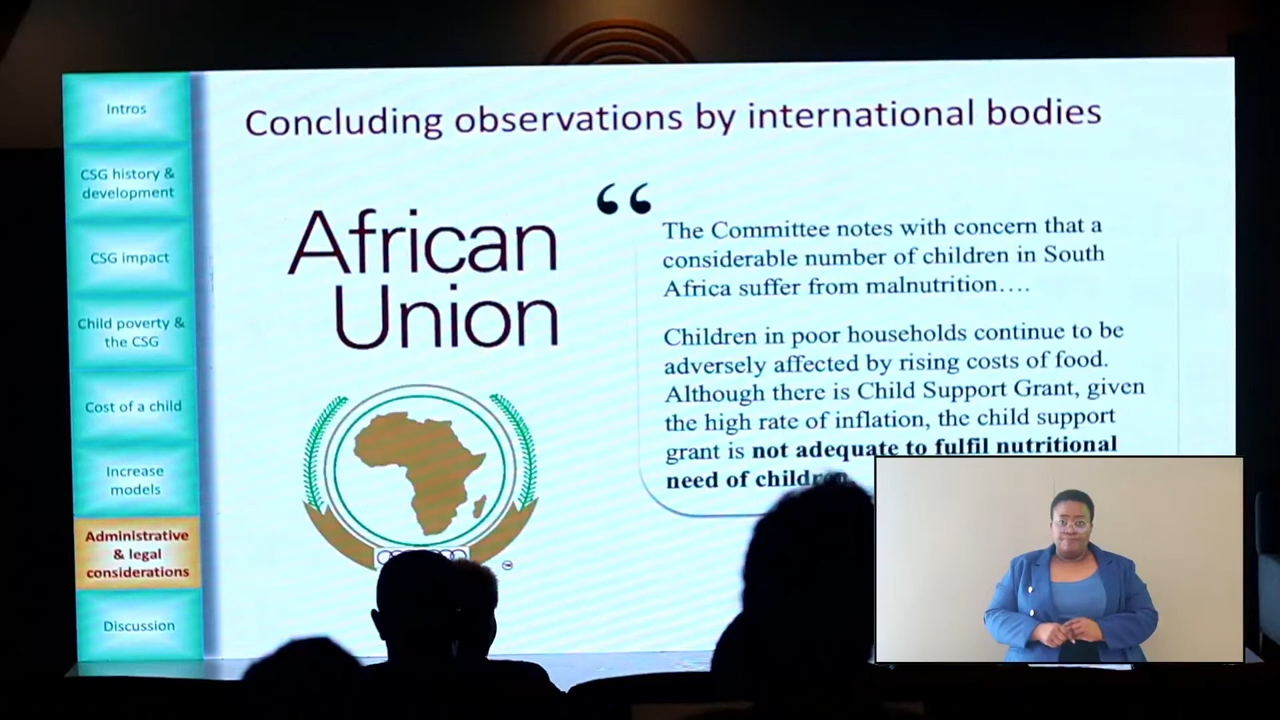 Intros
CSG history &
development
CSG impact
Child poverty &
the CSG
Cost of a child
Increase
models
Administrative
& legal
considerations
Discussion
Concluding observations by international bodies
African
Union
“
The Committee notes with concern that a
considerable number of children in South
Africa suffer from malnutrition….
Children in poor households continue to be
adversely affected by rising costs of food.
Although there is Child Support Grant, given
the high rate of inflation, the child support
grant is not adequate to fulfil nutritional
need of children
TM